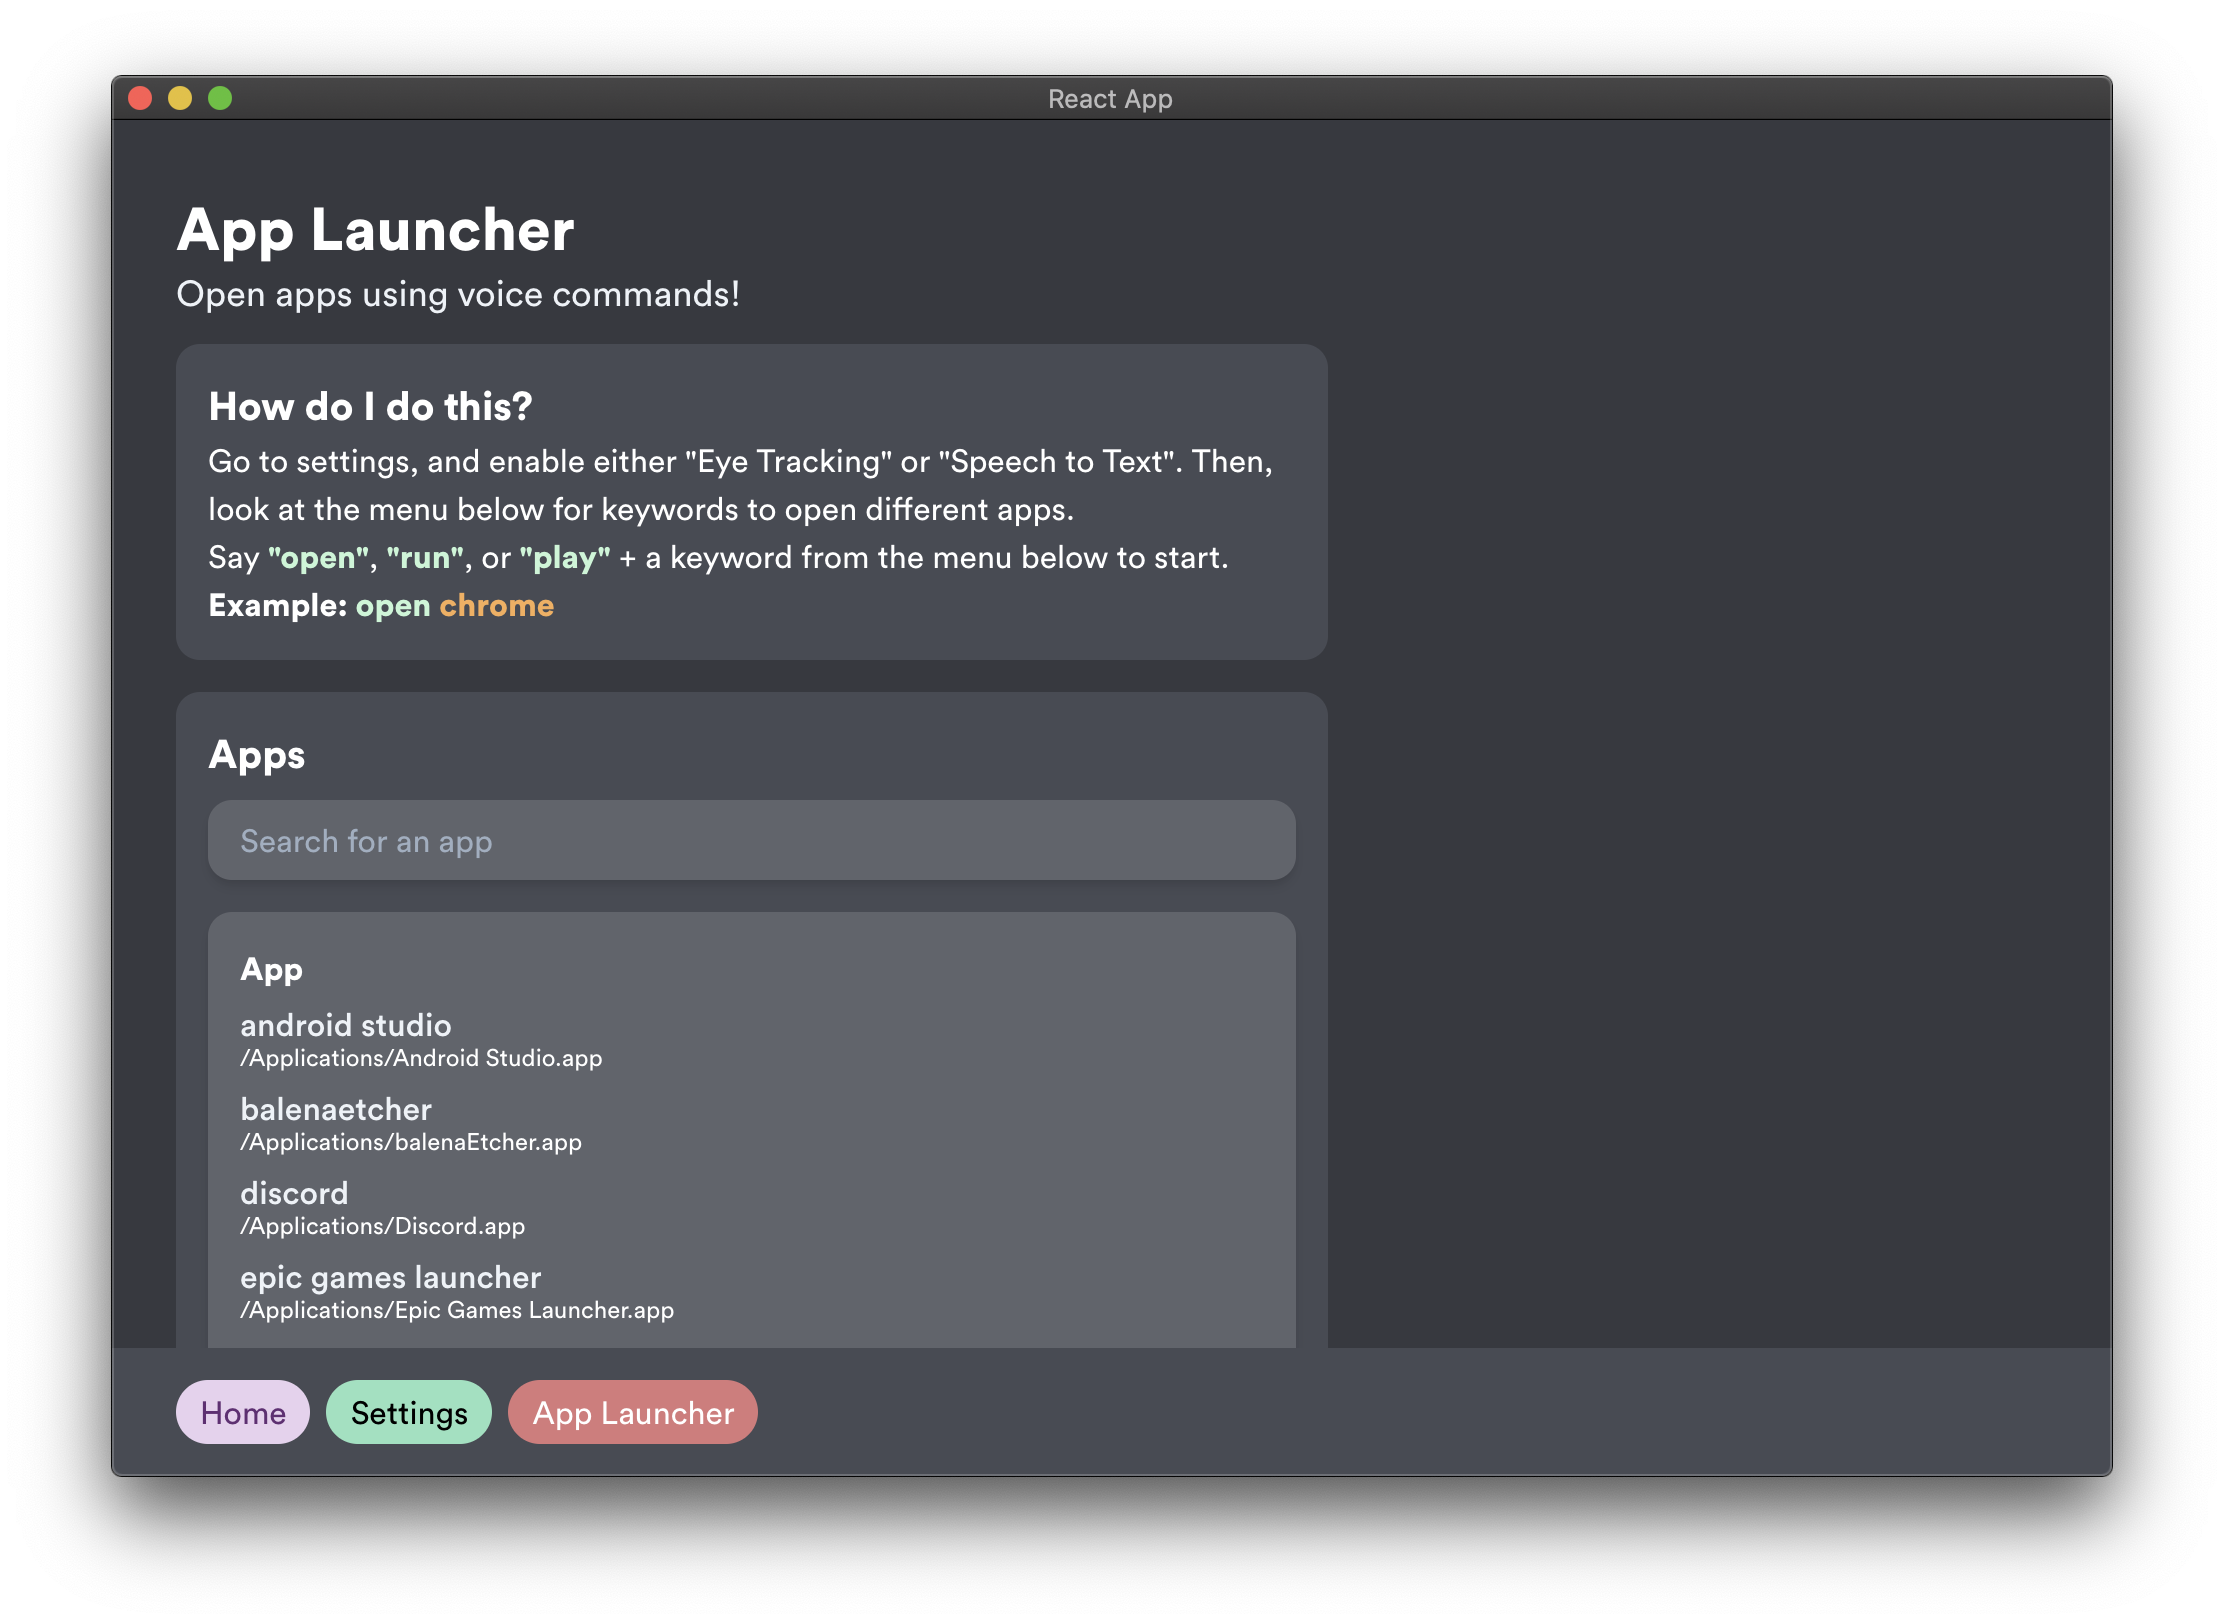 React App
App Launcher
Open apps using voice commands!
How do I do this?
Go to settings, and enable either "Eye Tracking" or "Speech to Text". Then,
look at the menu below for keywords to open different apps.
Say "open", "run", or "play" + a keyword from the menu below to start.
Example: open chrome
Apps
Search for an app
App
android studio
/Applications/Android Studio.app
balenaetcher
/Applications/balenaEtcher.app
discord
/Applications/Discord.app
epic games launcher
/Applications/Epic Games Launcher.app
Home Settings App Launcher